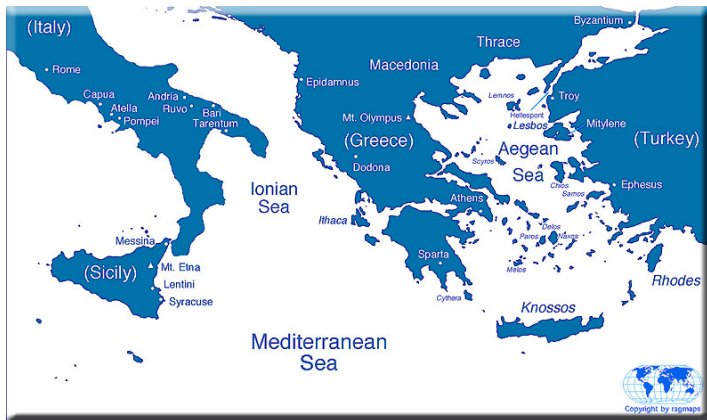 (Italy)
Byzantium
Thrace
Macedonia
Rome
Epidamnus
Capua
Andria
Lemnos
Troy
Atella
Ruvo
Bari
Mt. Olympus
Hellespont
Pompei
Tarentum
Lesbos
Mitylene
(Greece)
(Turkey)
Aegean
Sea
Scyros
Dodona
Ionian
Sea
Chios
Samos
Ephesus
Athens
Ithaca
Delos
Paros
Naxos
Messina
Sparta
Mt. Etna
(Sicily)
Melos
Rhodes
Lentini
Cythera
Syracuse
Knossos
Mediterranean
Sea
Copyright by ragmaps